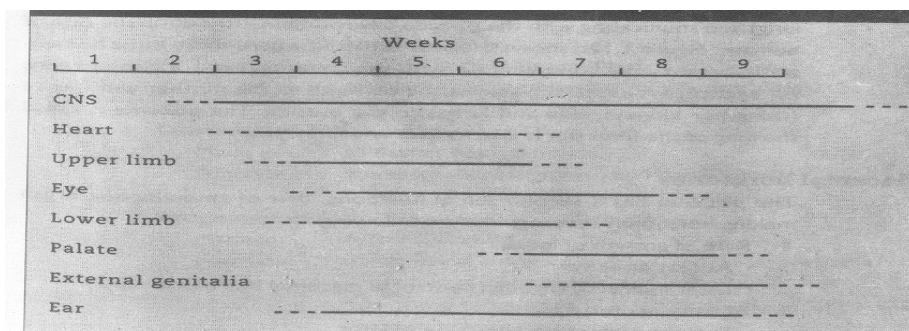 Weeks
1 2 3 4 5 6 7 8 9
CNS
Heart
Upper limb
Eye
Lower limb
Palate
External genitalia
Ear